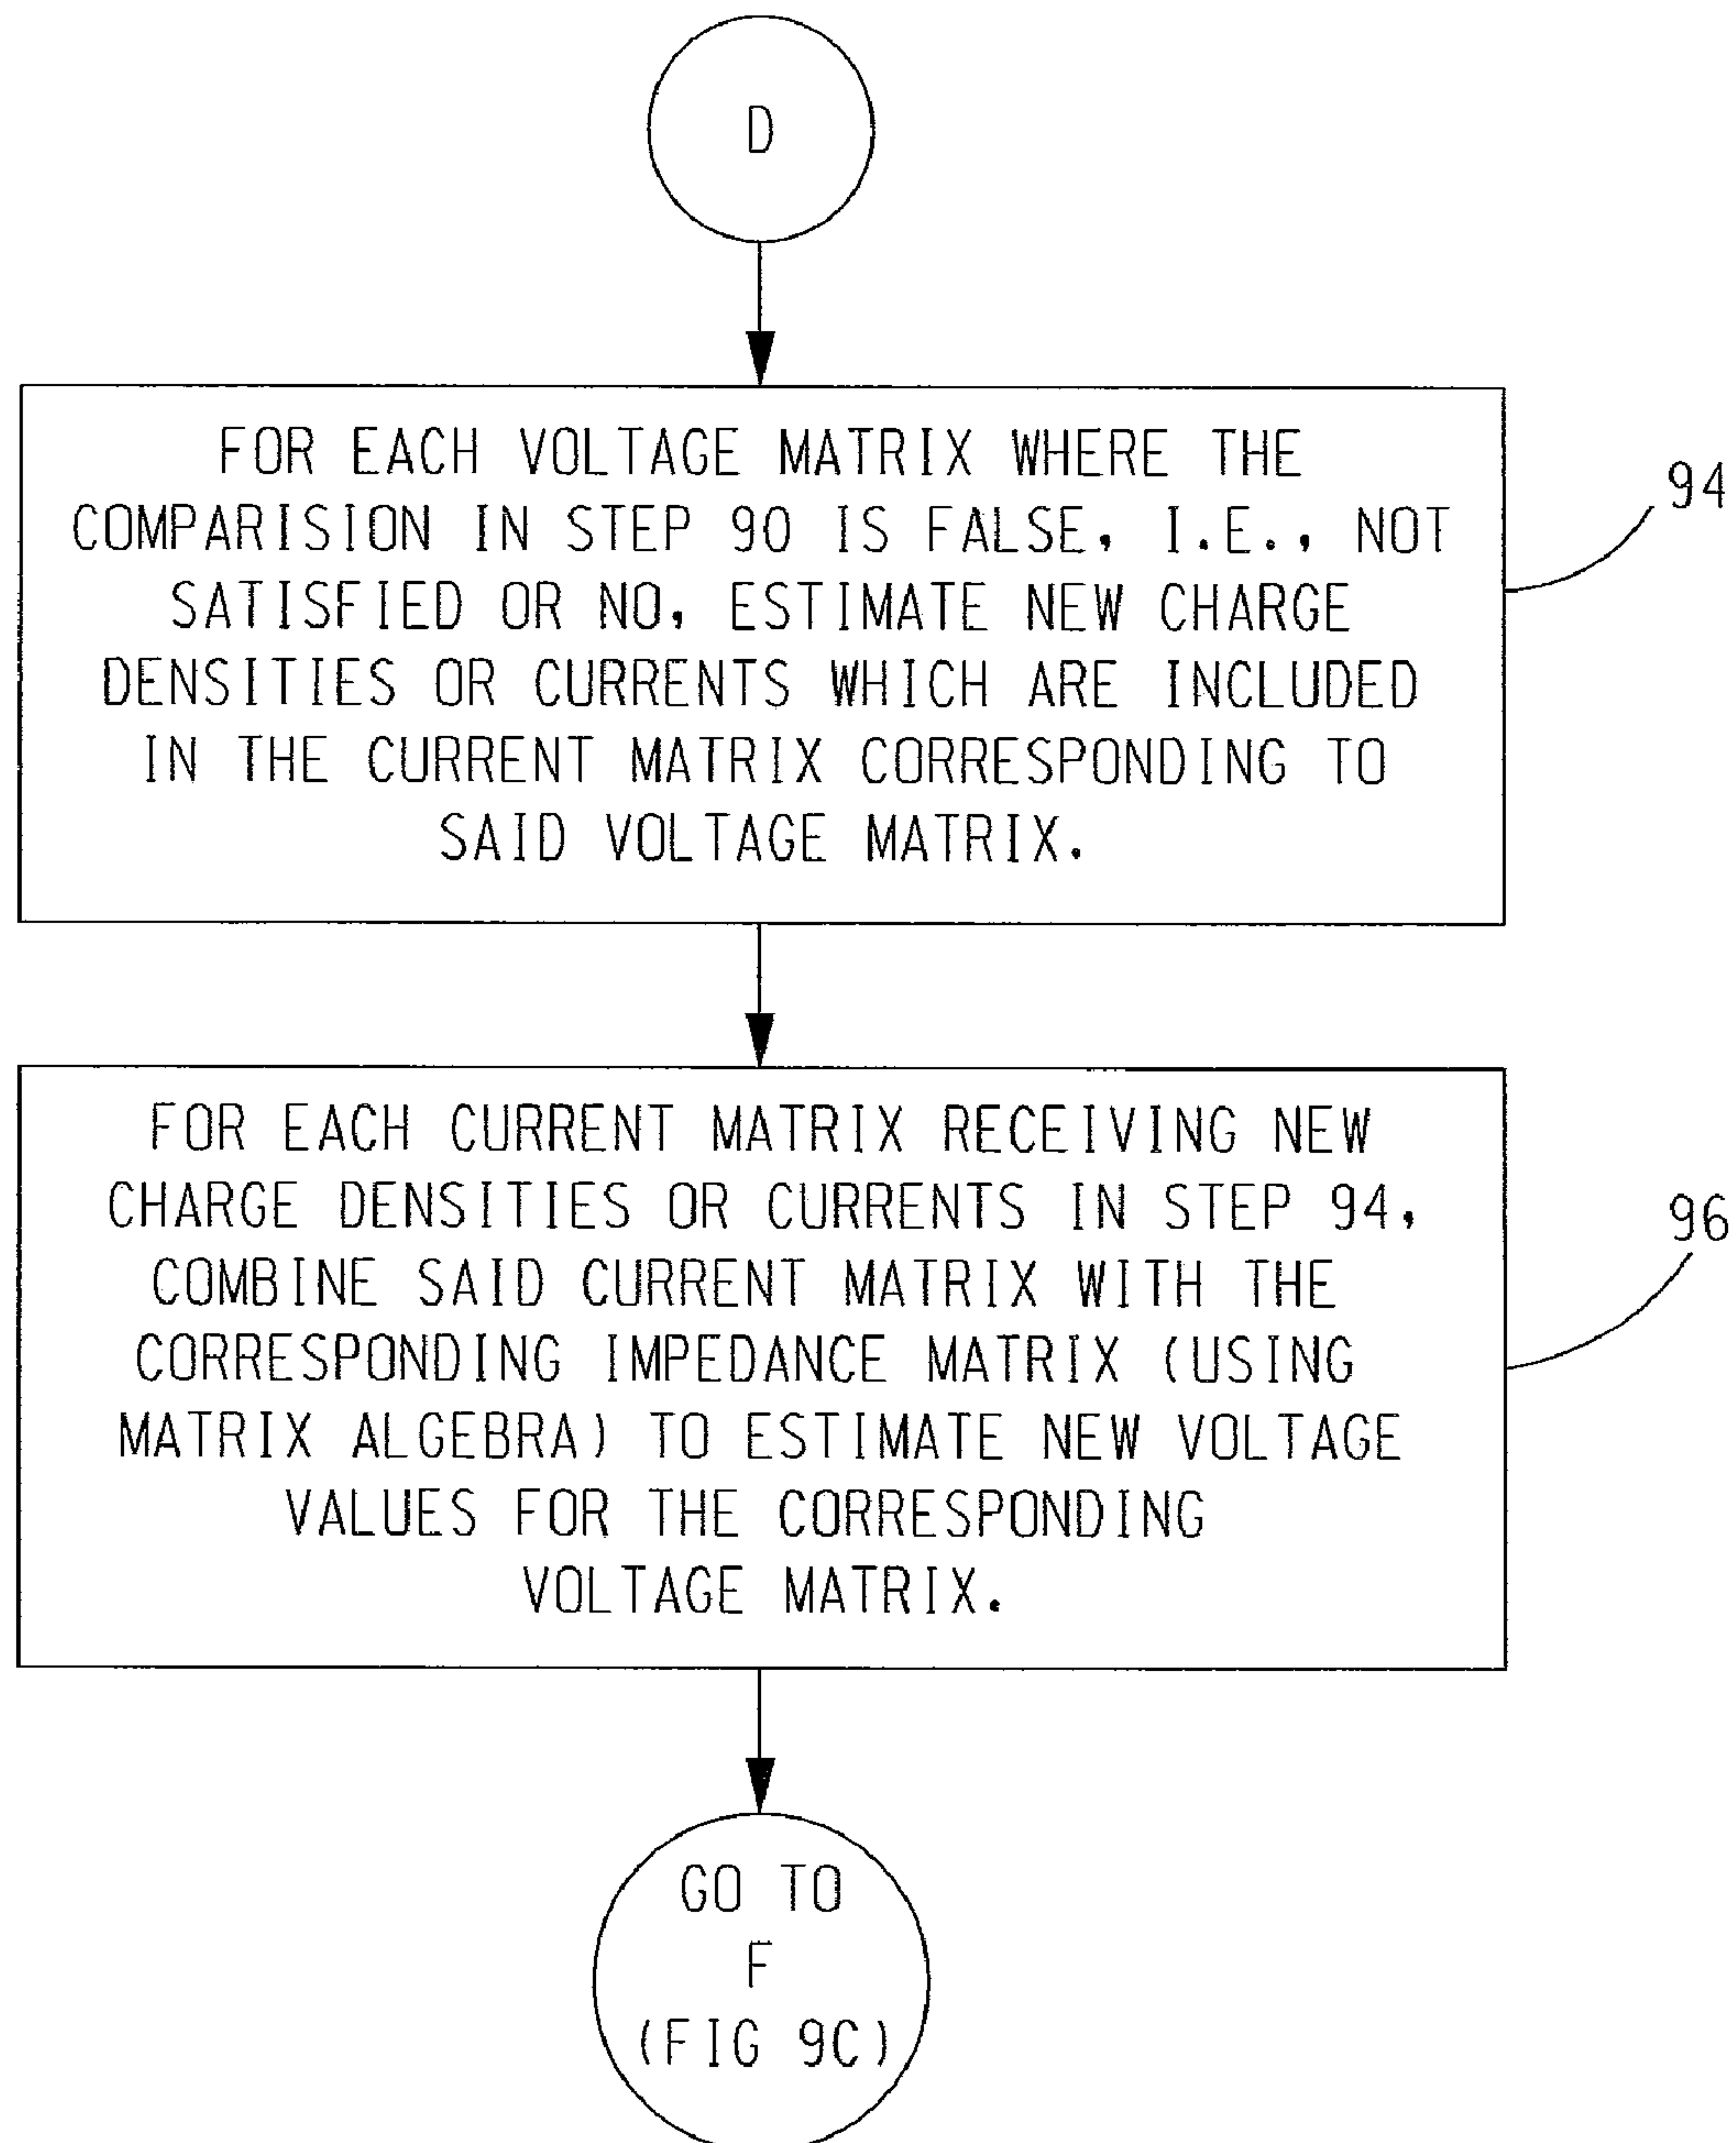 D
FOR EACH VOLTAGE MATRIX WHERE THE
COMPARISION IN STEP 90 IS FALSE, I.E., NOT
SATISFIED OR NO, ESTIMATE NEW CHARGE
DENSITIES OR CURRENTS WHICH ARE INCLUDED
IN THE CURRENT MATRIX CORRESPONDING TO
SAID VOLTAGE MATRIX.
94
FOR EACH CURRENT MATRIX RECEIVING NEW
CHARGE DENSITIES OR CURRENTS IN STEP 94,
COMBINE SAID CURRENT MATRIX WITH THE
CORRESPONDING IMPEDANCE MATRIX (USING
MATRIX ALGEBRA) TO ESTIMATE NEW VOLTAGE
VALUES FOR THE CORRESPONDING
VOLTAGE MATRIX.
96
GO TO
F
(FIG 9C)